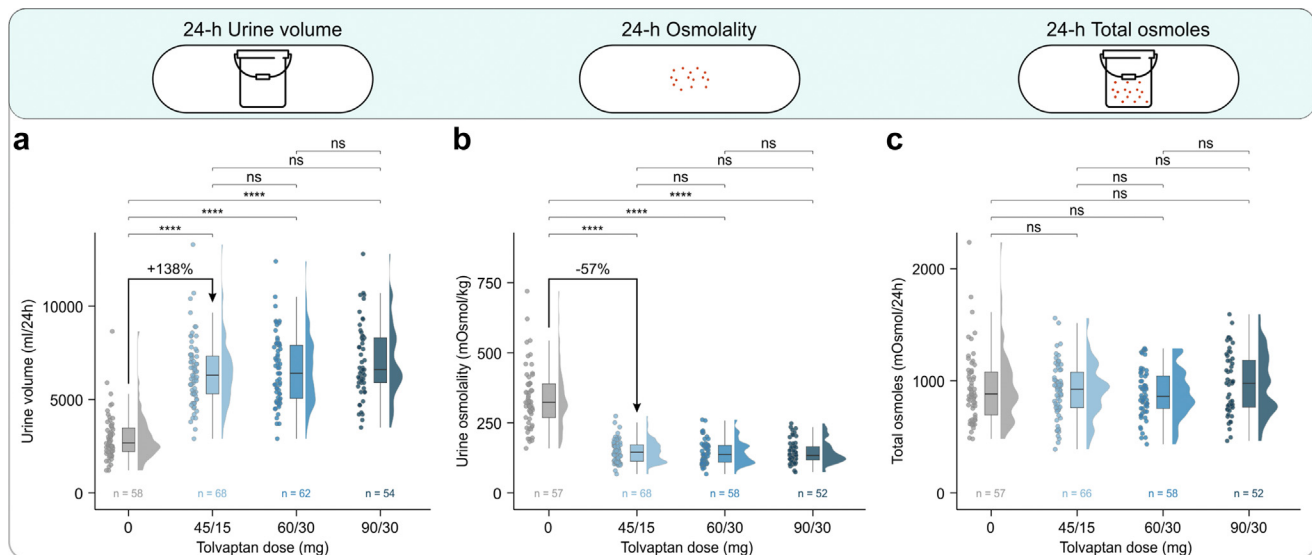 24-h Urine volume
24-h Osmolality
24-h Total osmoles
a
ns
ns
ns
****
****
****
+138%
Urine volume (ml/24h)
10000
5000
0
n = 58
n = 68
n = 62
n = 54
0
45/15
60/30
90/30
Tolvaptan dose (mg)
b
ns
ns
ns
****
****
****
-57%
Urine osmolality (mOsmol/kg)
750
500
250
0
n = 57
n = 68
n = 58
n = 52
0
45/15
60/30
90/30
Tolvaptan dose (mg)
c
ns
ns
ns
ns
ns
ns
Total osmoles (mOsmol/24h)
2000
1000
0
n = 57
n = 66
n = 58
n = 52
0
45/15
60/30
90/30
Tolvaptan dose (mg)